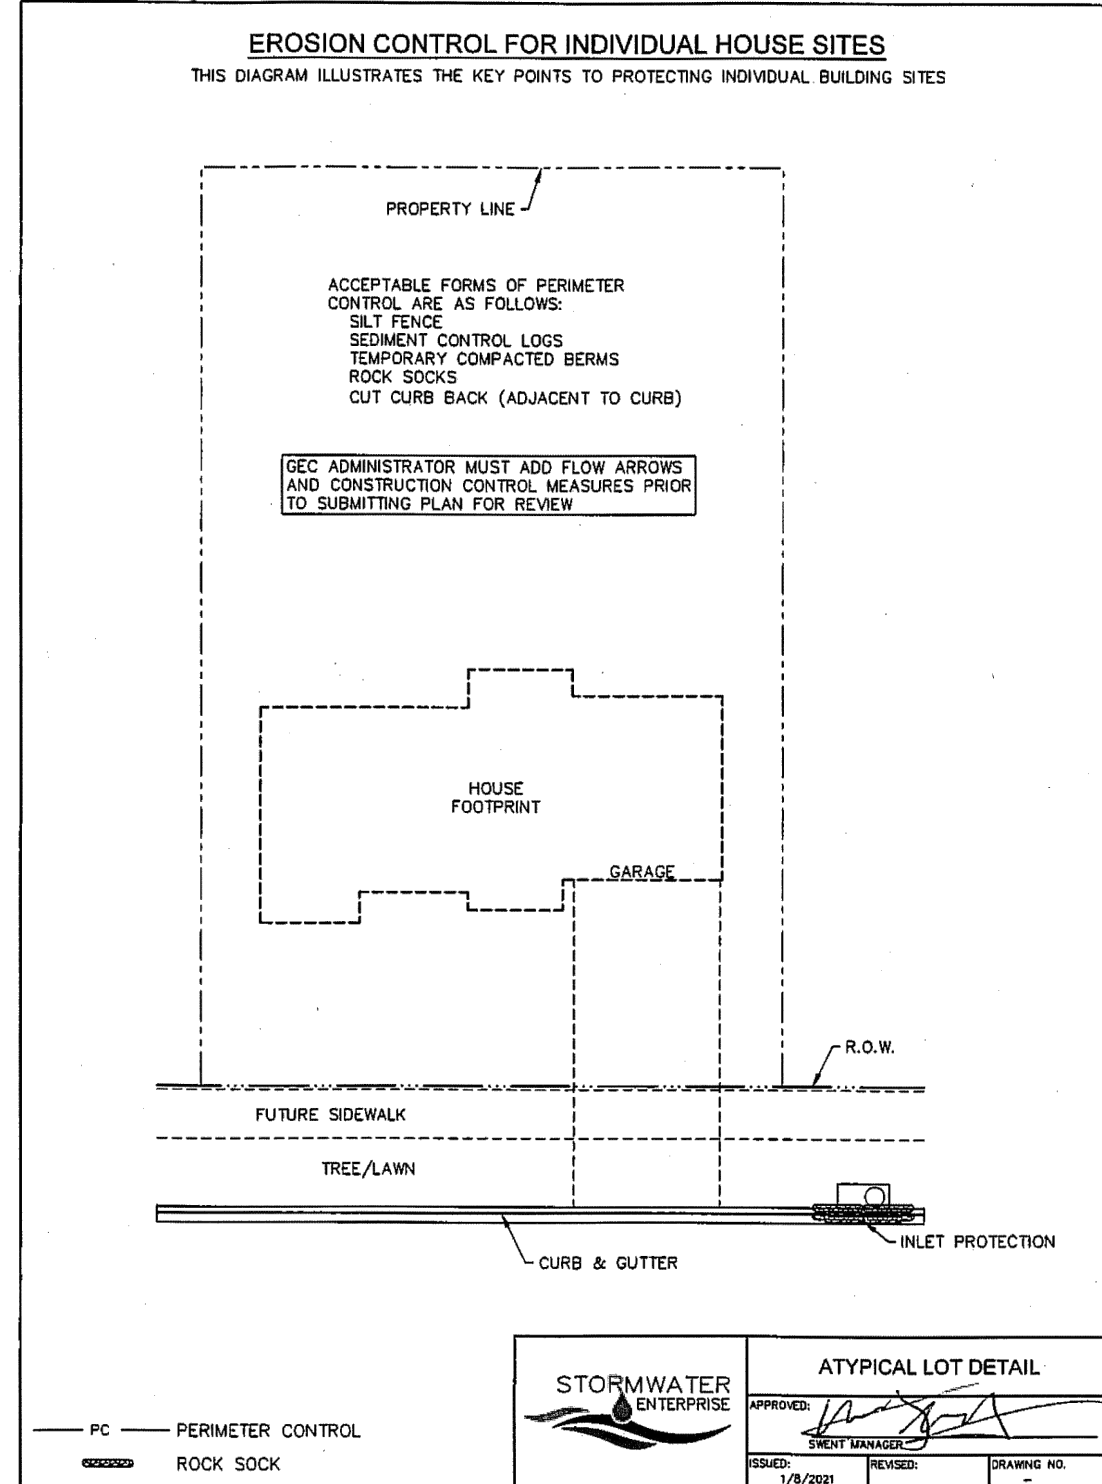 EROSION CONTROL FOR INDIVIDUAL HOUSE SITES
THIS DIAGRAM ILLUSTRATES THE KEY POINTS TO PROTECTING INDIVIDUAL BUILDING SITES
PROPERTY LINE
ACCEPTABLE FORMS OF PERIMETER
CONTROL ARE AS FOLLOWS:
SILT FENCE
SEDIMENT CONTROL LOGS
TEMPORARY COMPACTED BERMS
ROCK SOCKS
CUT CURB BACK (ADJACENT TO CURB)
GEC ADMINISTRATOR MUST ADD FLOW ARROWS
AND CONSTRUCTION CONTROL MEASURES PRIOR
TO SUBMITTING PLAN FOR REVIEW
HOUSE
FOOTPRINT
GARAGE
R.O.W.
FUTURE SIDEWALK
TREE/LAWN
INLET PROTECTION
CURB & GUTTER
PC PERIMETER CONTROL
ROCK SOCK
STORMWATER
ENTERPRISE
ATYPICAL LOT DETAIL
APPROVED:
SWENT MANAGER
ISSUED:
1/8/2021
REVISED:
DRAWING NO.
-